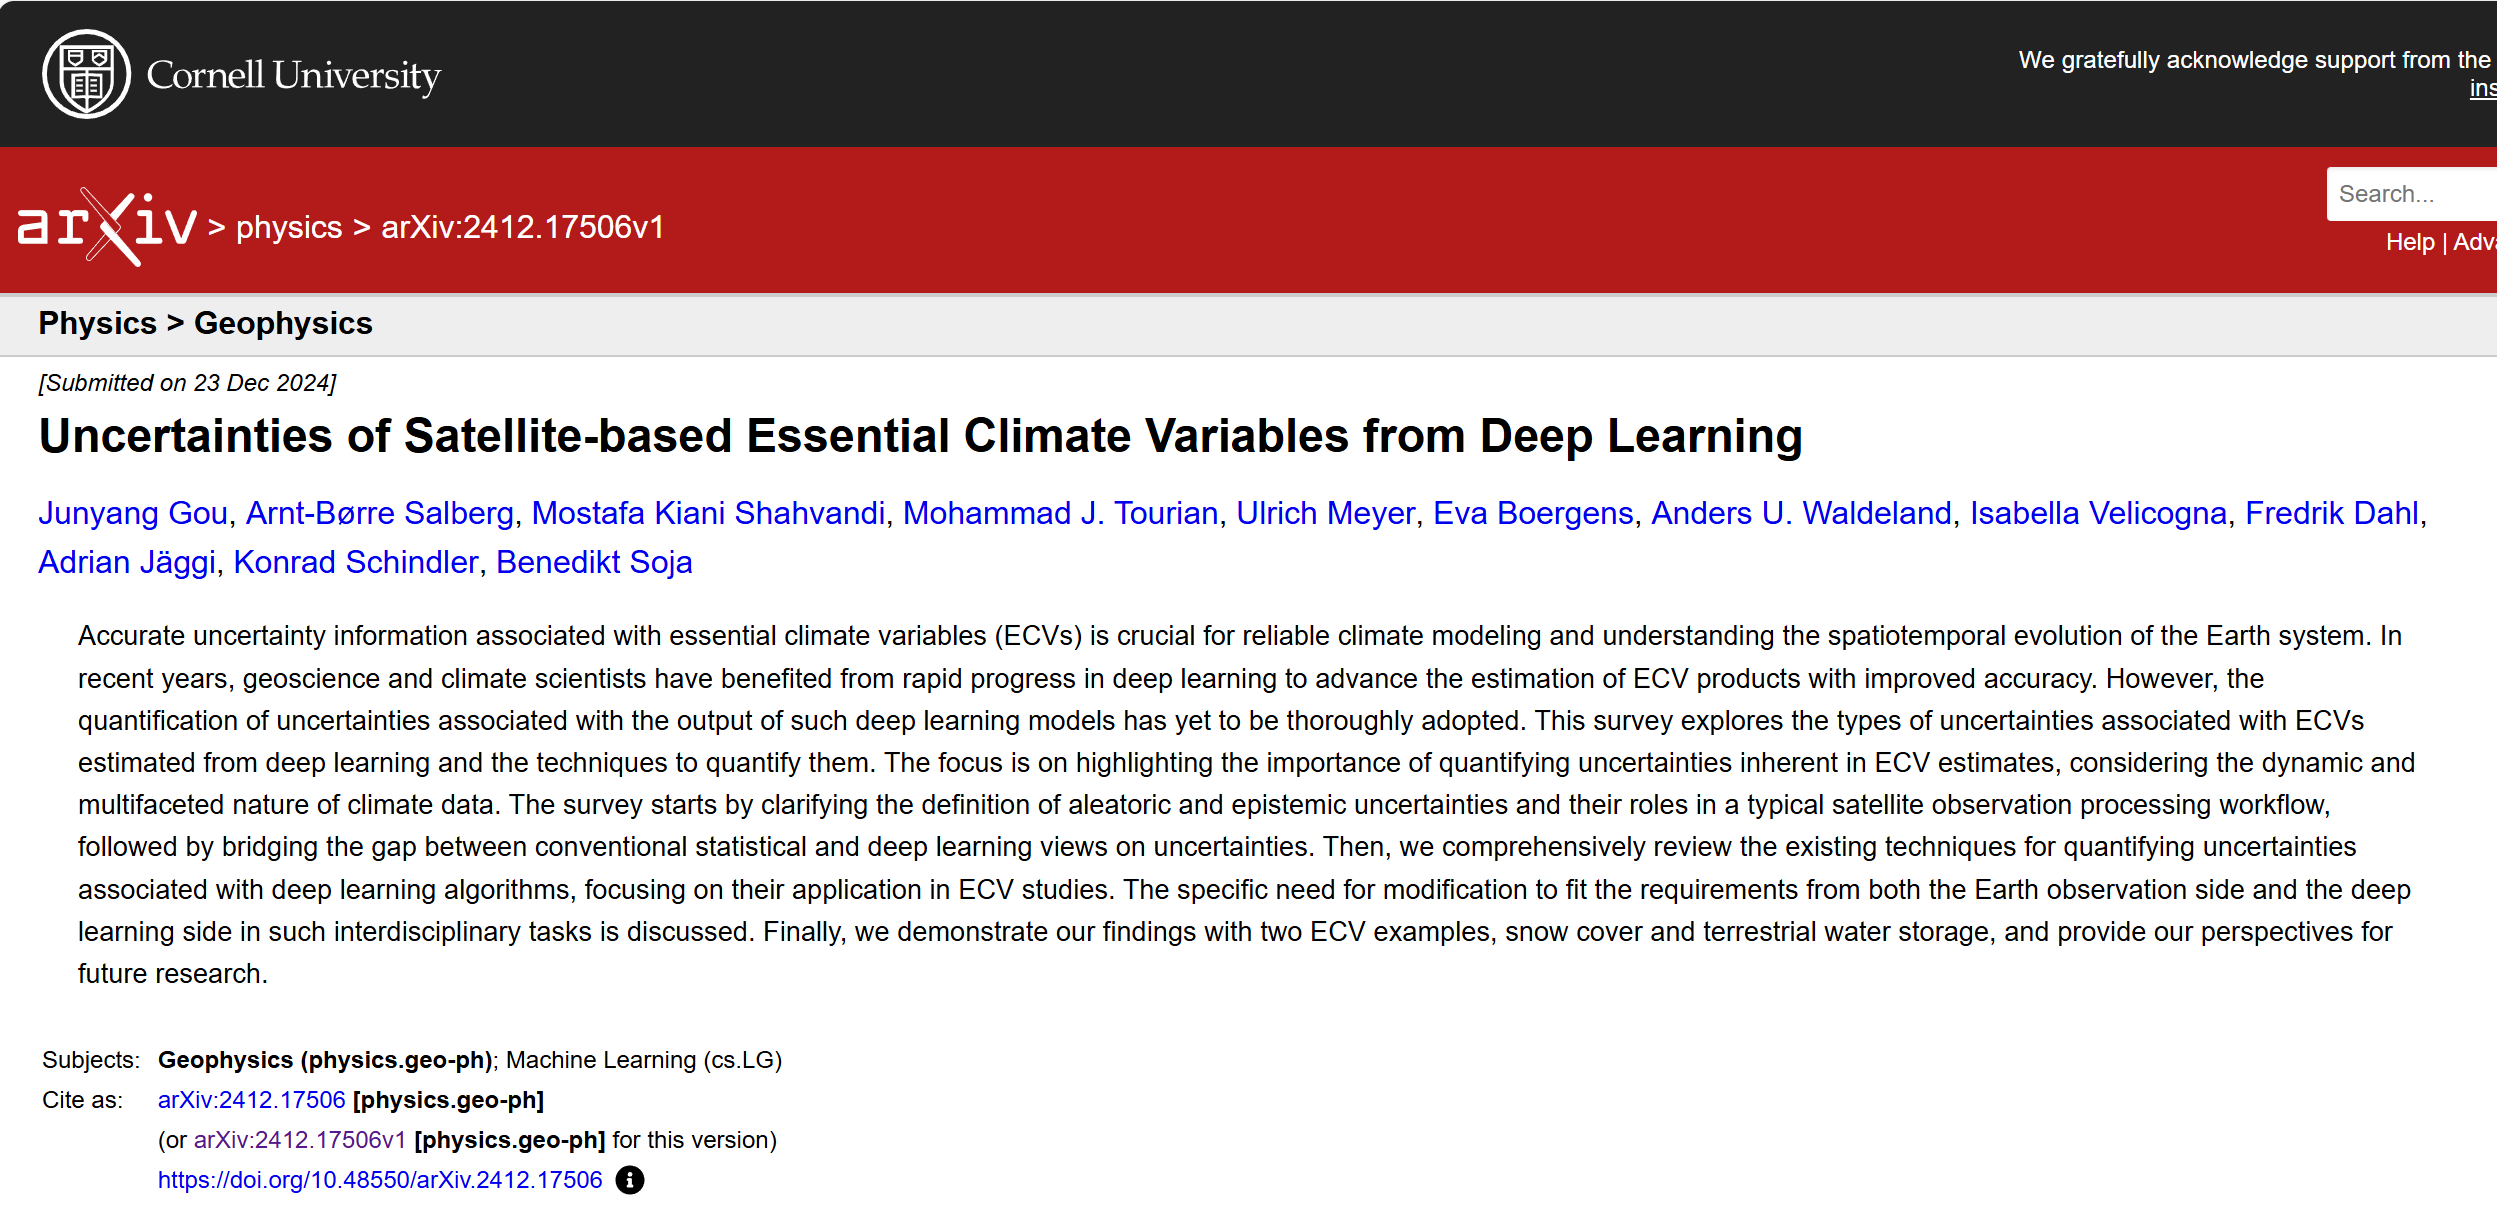 Cornell University
We gratefully acknowledge support from the
ins
arXiv > physics > arXiv:2412.17506v1
Search...
Help | Adva
Physics > Geophysics
[Submitted on 23 Dec 2024]
Uncertainties of Satellite-based Essential Climate Variables from Deep Learning
Junyang Gou, Arnt-Børre Salberg, Mostafa Kiani Shahvandi, Mohammad J. Tourian, Ulrich Meyer, Eva Boergens, Anders U. Waldeland, Isabella Velicogna, Fredrik Dahl,
Adrian Jäggi, Konrad Schindler, Benedikt Soja
Accurate uncertainty information associated with essential climate variables (ECVs) is crucial for reliable climate modeling and understanding the spatiotemporal evolution of the Earth system. In
recent years, geoscience and climate scientists have benefited from rapid progress in deep learning to advance the estimation of ECV products with improved accuracy. However, the
quantification of uncertainties associated with the output of such deep learning models has yet to be thoroughly adopted. This survey explores the types of uncertainties associated with ECVs
estimated from deep learning and the techniques to quantify them. The focus is on highlighting the importance of quantifying uncertainties inherent in ECV estimates, considering the dynamic and
multifaceted nature of climate data. The survey starts by clarifying the definition of aleatoric and epistemic uncertainties and their roles in a typical satellite observation processing workflow,
followed by bridging the gap between conventional statistical and deep learning views on uncertainties. Then, we comprehensively review the existing techniques for quantifying uncertainties
associated with deep learning algorithms, focusing on their application in ECV studies. The specific need for modification to fit the requirements from both the Earth observation side and the deep
learning side in such interdisciplinary tasks is discussed. Finally, we demonstrate our findings with two ECV examples, snow cover and terrestrial water storage, and provide our perspectives for
future research.
Subjects: Geophysics (physics.geo-ph); Machine Learning (cs.LG)
Cite as: arXiv:2412.17506 [physics.geo-ph]
(or arXiv:2412.17506v1 [physics.geo-ph] for this version)
https://doi.org/10.48550/arXiv.2412.17506